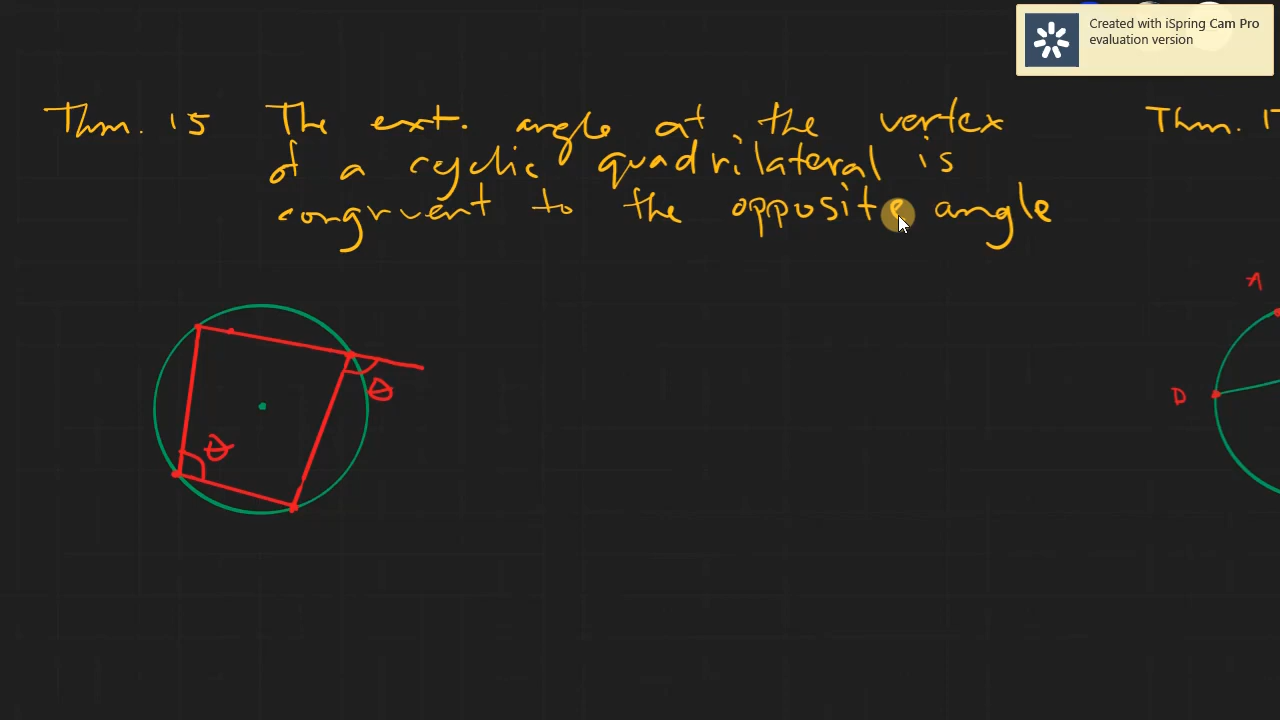 Created with iSpring Cam Pro
evaluation version
Thm. 15 The ext. angle at the vertex
of a cyclic quadrilateral is
congruent to the opposite angle
Thm. 17
A
θ
D
θ